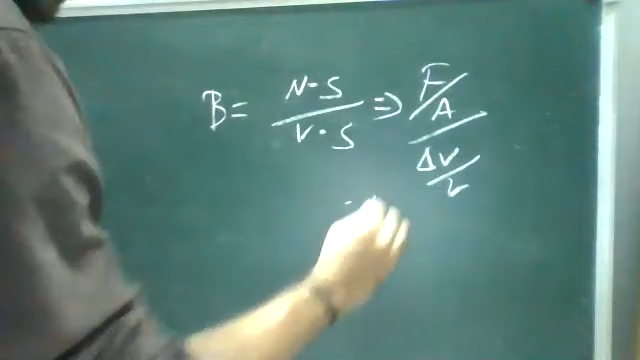 B = N·S / V·S ⇒ F/A / ΔV/V